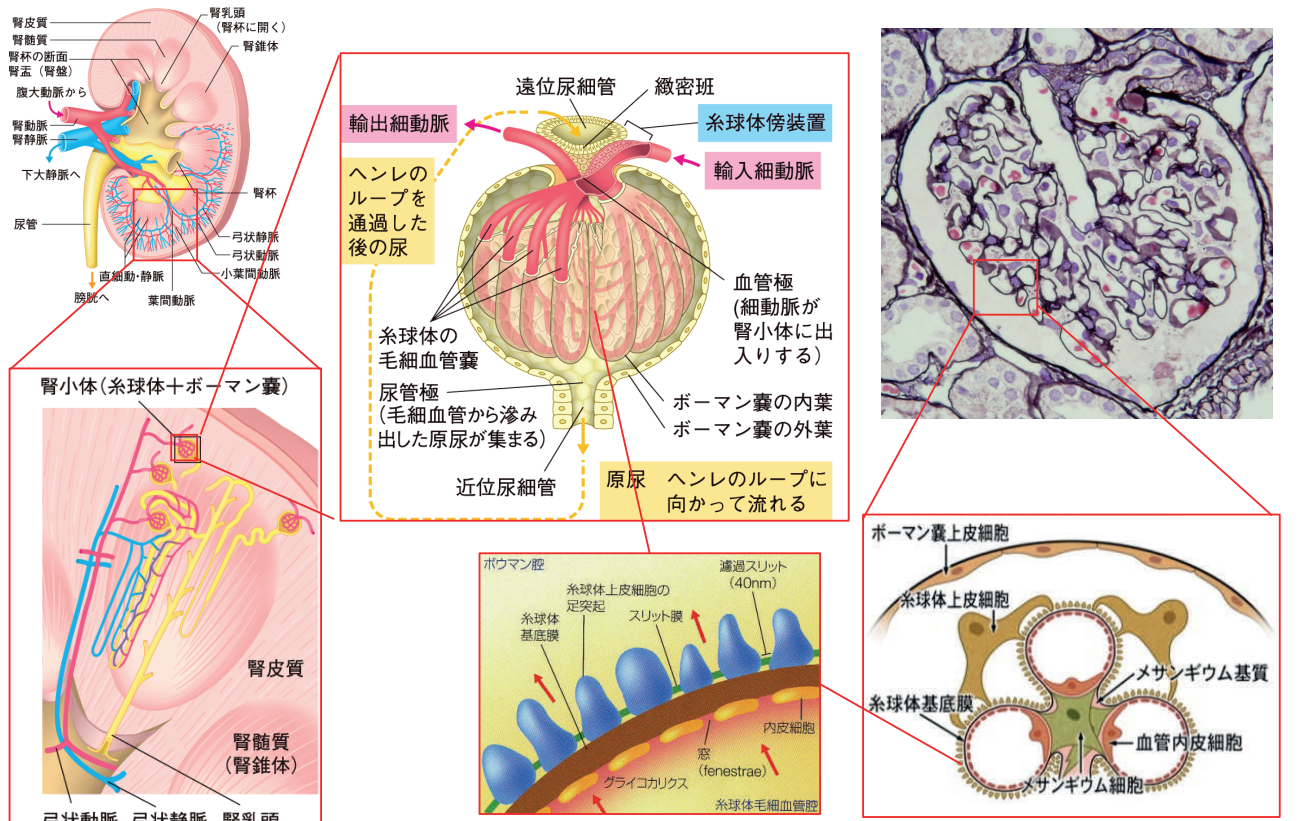 腎皮質
腎髄質
腎杯の断面
腎盂（腎盤）
腹大動脈から
腎動脈
腎静脈
下大静脈へ
尿管
膀胱へ
腎乳頭
（腎杯に開く）
腎錐体
腎杯
弓状静脈
弓状動脈
小葉間動脈
直細動・静脈
葉間動脈
腎小体（糸球体＋ボーマン嚢）
腎皮質
腎髄質
（腎錐体）
弓状動脈 弓状静脈 腎乳頭
遠位尿細管
緻密班
輸出細動脈
糸球体傍装置
輸入細動脈
ヘンレの
ループを
通過した
後の尿
血管極
（細動脈が
腎小体に出
入りする）
糸球体の
毛細血管嚢
尿管極
（毛細血管から滲み
出した原尿が集まる）
ボーマン嚢の内葉
ボーマン嚢の外葉
近位尿細管
原尿 ヘンレのループに
向かって流れる
ボウマン腔
糸球体上皮細胞の
足突起
濾過スリット
（40nm）
糸球体
基底膜
スリット膜
内皮細胞
窓
（fenestrae）
グライコカリクス
糸球体毛細血管腔
ボーマン嚢上皮細胞
糸球体上皮細胞
メサンギウム基質
糸球体基底膜
血管内皮細胞
メサンギウム細胞